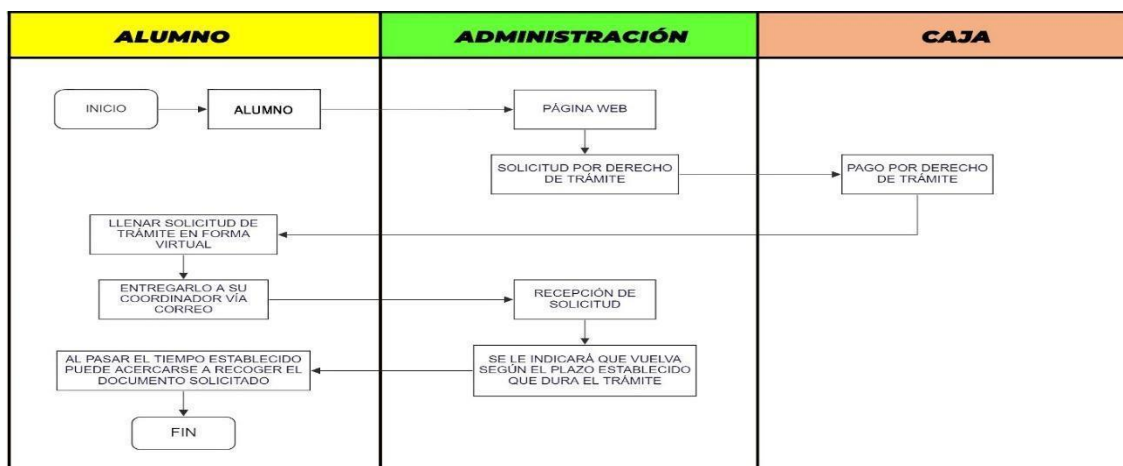 ALUMNO
ADMINISTRACIÓN
CAJA
INICIO
ALUMNO
PÁGINA WEB
SOLICITUD POR DERECHO
DE TRÁMITE
PAGO POR DERECHO
DE TRÁMITE
LLENAR SOLICITUD DE
TRÁMITE EN FORMA
VIRTUAL
ENTREGARLO A SU
COORDINADOR VÍA
CORREO
RECEPCIÓN DE
SOLICITUD
SE LE INDICARÁ QUE VUELVA
SEGÚN EL PLAZO ESTABLECIDO
QUE DURA EL TRÁMITE
AL PASAR EL TIEMPO ESTABLECIDO
PUEDE ACERCARSE A RECOGER EL
DOCUMENTO SOLICITADO
FIN